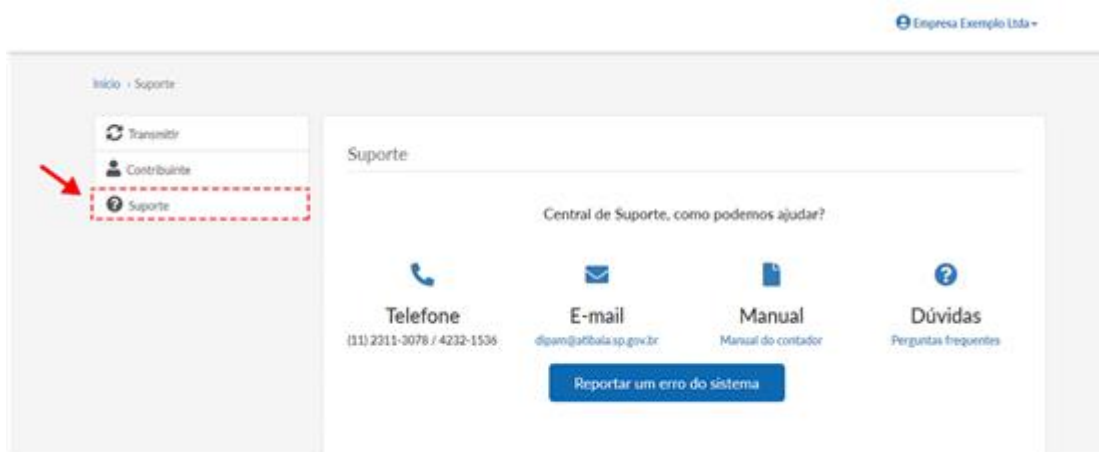 Empresa Exemplo Ltda
Início › Suporte
Transmitir
Contribuinte
Suporte
Suporte
Central de Suporte, como podemos ajudar?
Telefone
(11) 2311-3078 / 4232-1536
E-mail
dipam@atibaia.sp.gov.br
Manual
Manual do contador
Dúvidas
Perguntas frequentes
Reportar um erro do sistema